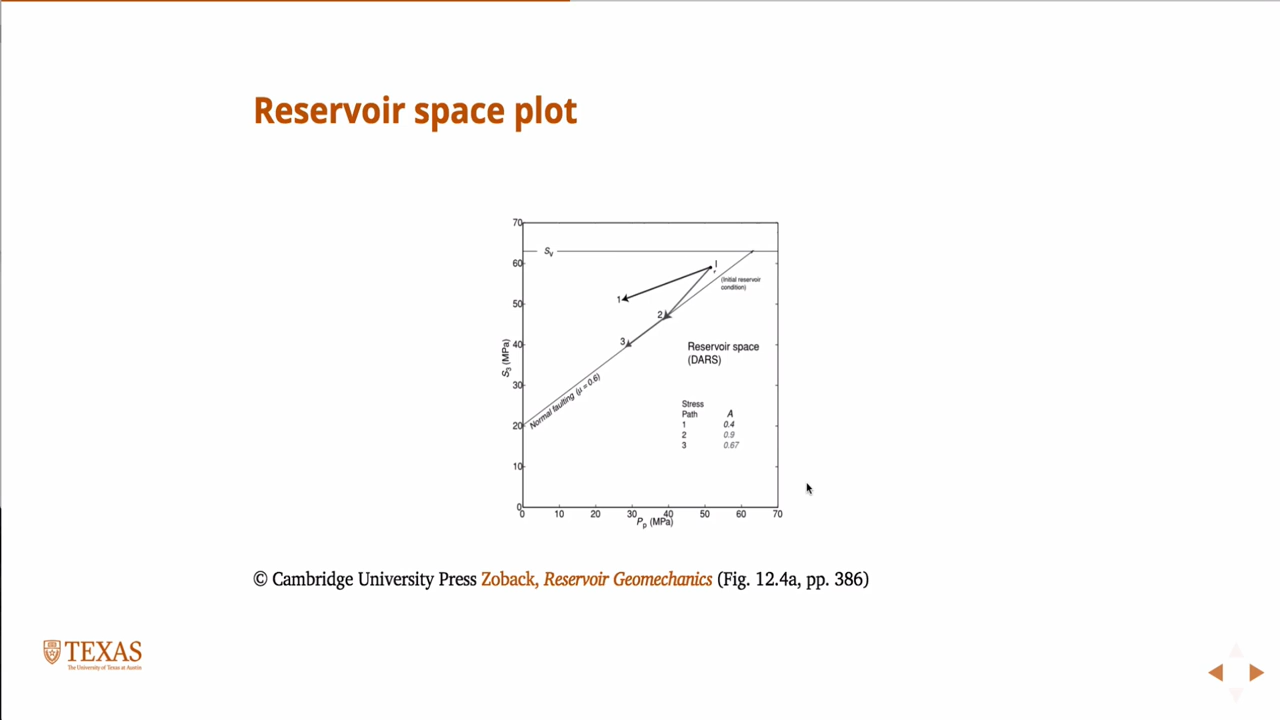 Reservoir space plot
70
Sv
60
I
(Initial reservoir
condition)
1
50
2
3
40
Reservoir space
(DARS)
S3 (MPa)
30
Normal faulting (μ = 0.6)
Stress
Path A
1 0.4
2 0.9
3 0.67
20
10
0
0 10 20 30 40 50 60 70
Pp (MPa)
© Cambridge University Press Zoback, Reservoir Geomechanics (Fig. 12.4a, pp. 386)
TEXAS
The University of Texas at Austin